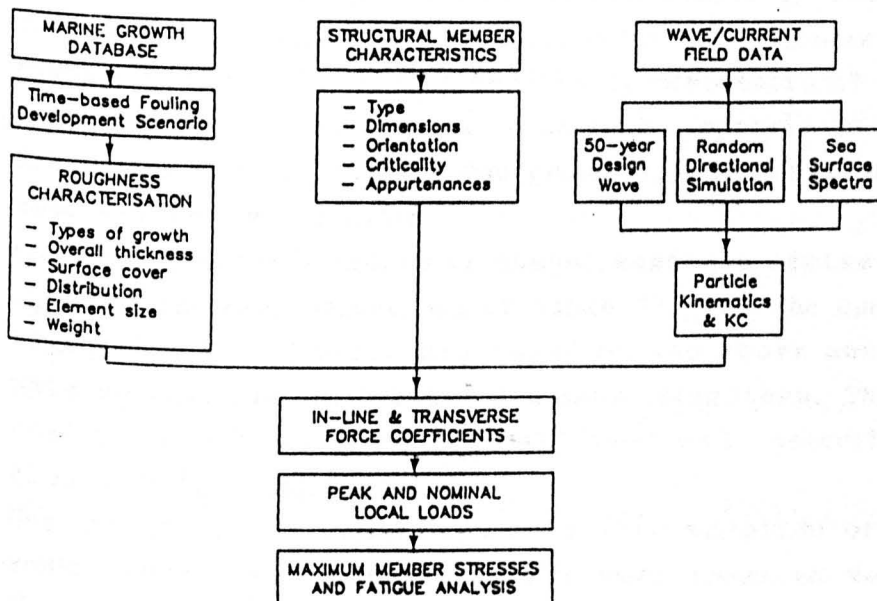 MARINE GROWTH
DATABASE
Time-based Fouling
Development Scenario
ROUGHNESS
CHARACTERISATION
- Types of growth
- Overall thickness
- Surface cover
- Distribution
- Element size
- Weight
STRUCTURAL MEMBER
CHARACTERISTICS
- Type
- Dimensions
- Orientation
- Criticality
- Appurtenances
WAVE/CURRENT
FIELD DATA
50-year
Design
Wave
Random
Directional
Simulation
Sea
Surface
Spectra
Particle
Kinematics
& KC
IN-LINE & TRANSVERSE
FORCE COEFFICIENTS
PEAK AND NOMINAL
LOCAL LOADS
MAXIMUM MEMBER STRESSES
AND FATIGUE ANALYSIS